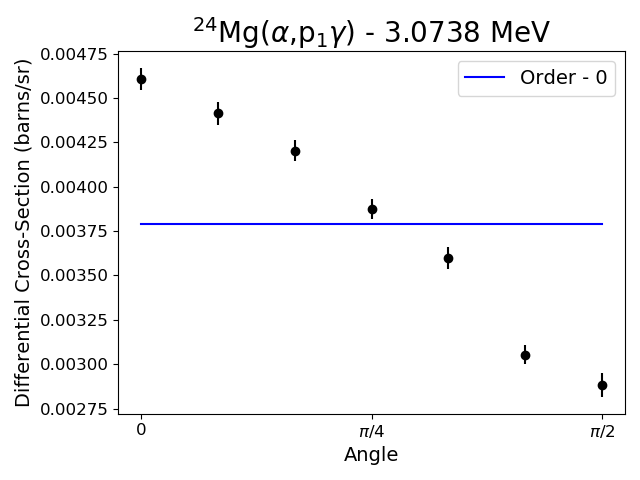 ²⁴Mg(α,p₁γ) - 3.0738 MeV
Order - 0
Differential Cross-Section (barns/sr)
0.00475
0.00450
0.00425
0.00400
0.00375
0.00350
0.00325
0.00300
0.00275
0 π/4 π/2
Angle